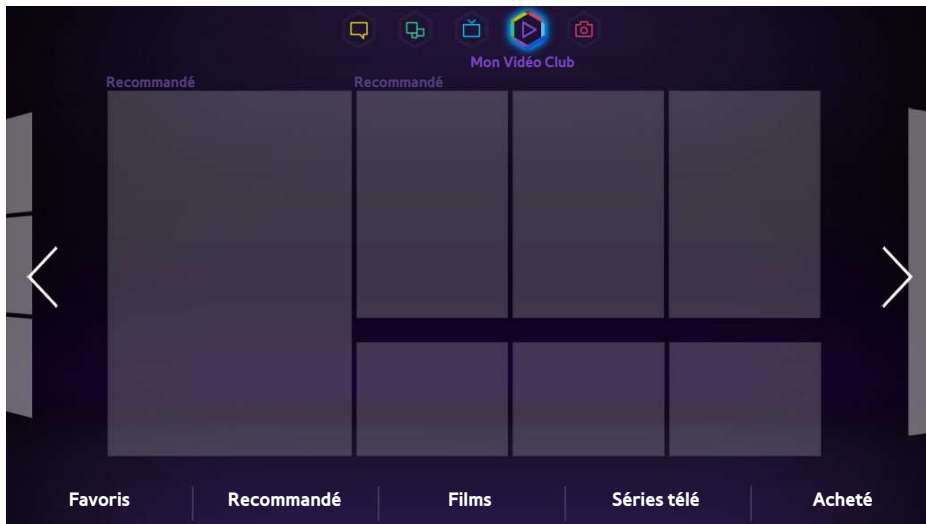 Mon Vidéo Club
Recommandé Recommandé
Favoris Recommandé Films Séries télé Acheté